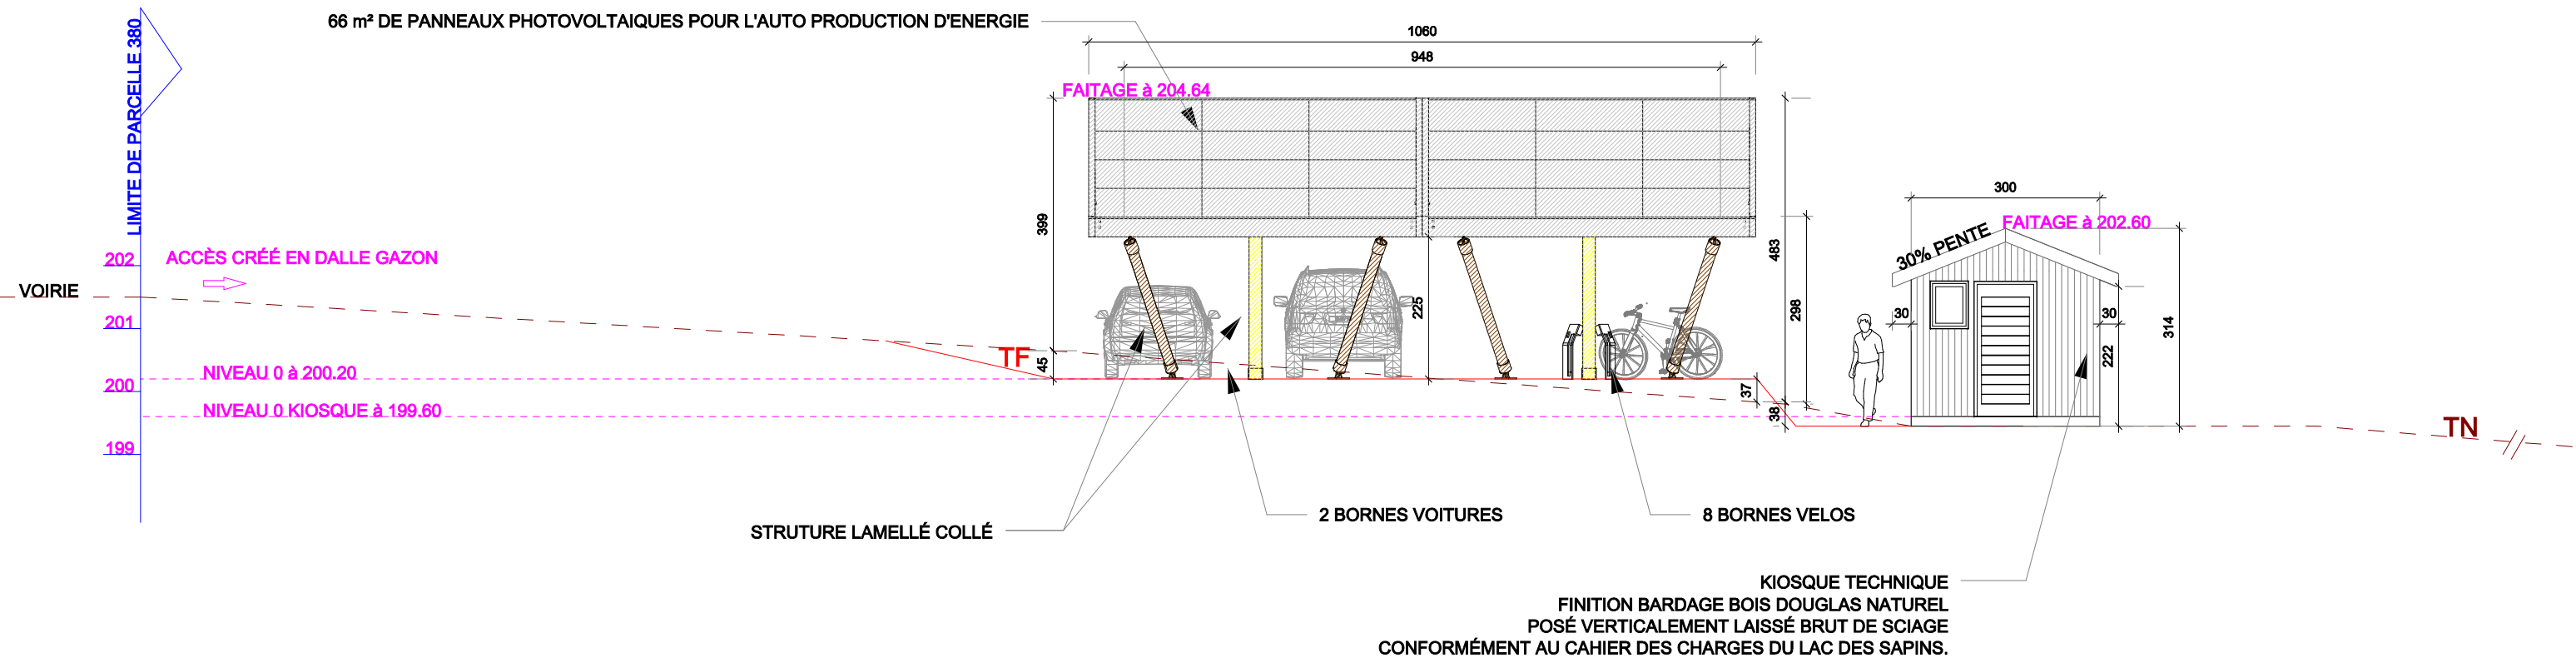 66 m² DE PANNEAUX PHOTOVOLTAIQUES POUR L'AUTO PRODUCTION D'ENERGIE
1060
948
FAITAGE à 204.64
LIMITE DE PARCELLE 380
202
ACCÈS CRÉÉ EN DALLE GAZON
VOIRIE
201
NIVEAU 0 à 200.20
200
NIVEAU 0 KIOSQUE à 199.60
199
399
TF
45
225
483
298
37
38
300
FAITAGE à 202.60
30% PENTE
30
30
222
314
TN
STRUTURE LAMELLÉ COLLÉ
2 BORNES VOITURES
8 BORNES VELOS
KIOSQUE TECHNIQUE
FINITION BARDAGE BOIS DOUGLAS NATUREL
POSÉ VERTICALEMENT LAISSÉ BRUT DE SCIAGE
CONFORMÉMENT AU CAHIER DES CHARGES DU LAC DES SAPINS.